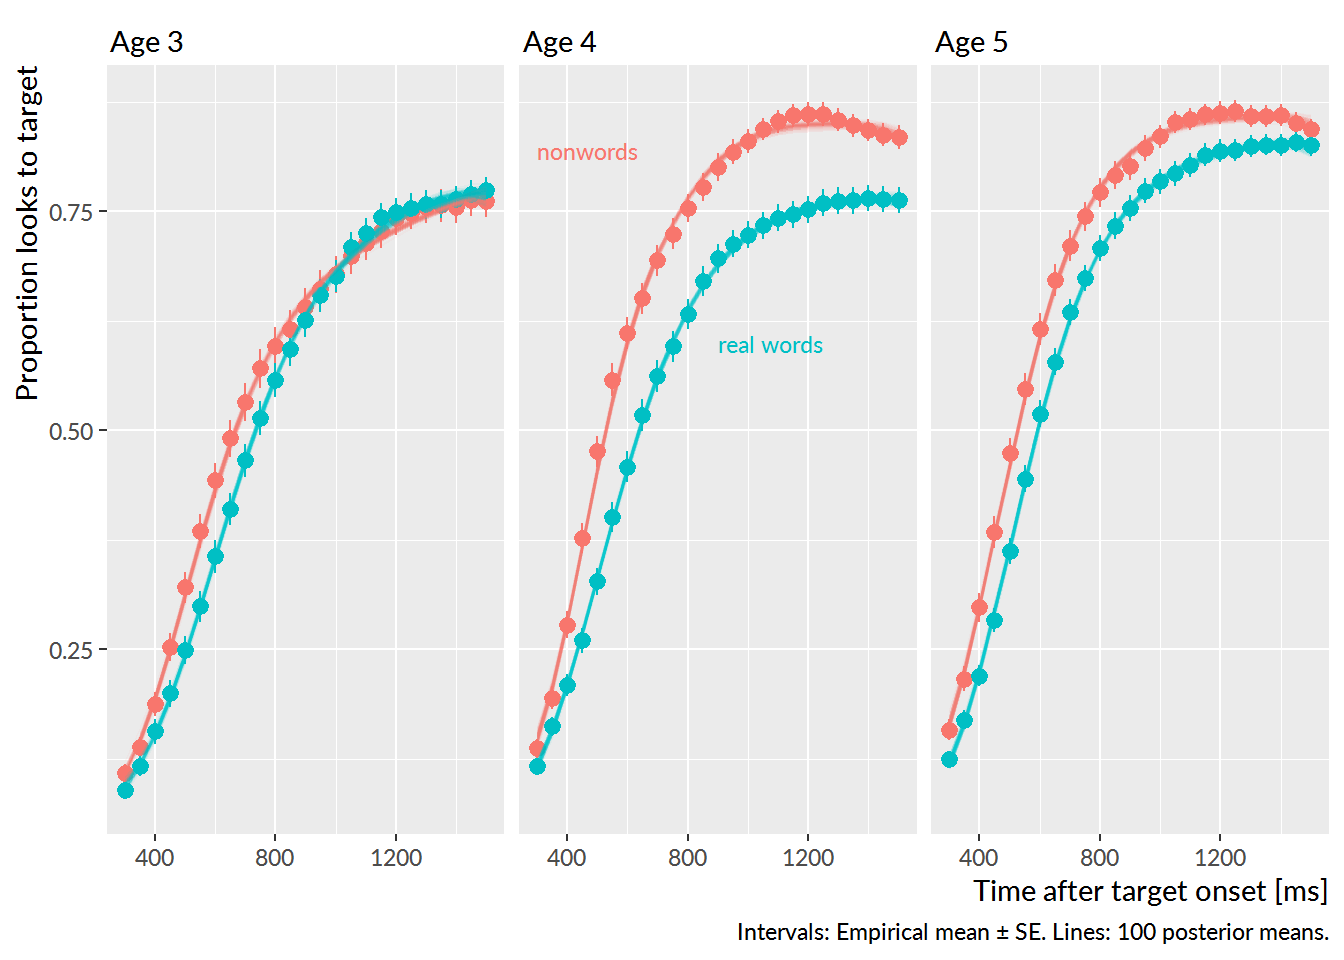 Age 3
Age 4
Age 5
Proportion looks to target
0.75
0.50
0.25
nonwords
real words
400 800 1200
400 800 1200
400 800 1200
Time after target onset [ms]
Intervals: Empirical mean ± SE. Lines: 100 posterior means.